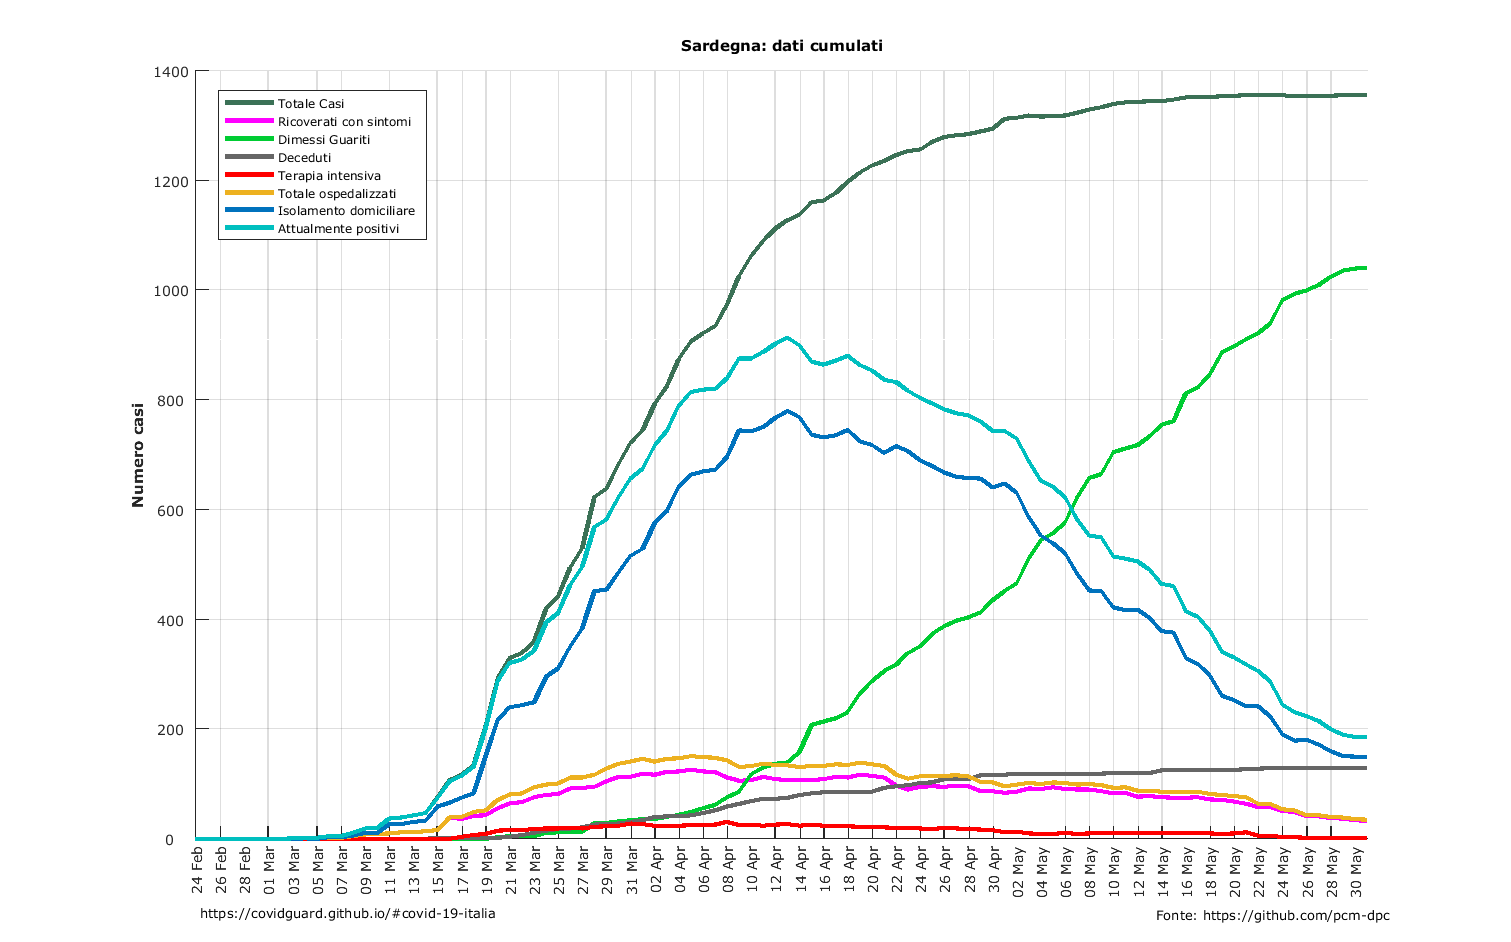 Sardegna: dati cumulati
1400
1200
1000
800
600
400
200
0
Numero casi
Totale Casi
Ricoverati con sintomi
Dimessi Guariti
Deceduti
Terapia intensiva
Totale ospedalizzati
Isolamento domiciliare
Attualmente positivi
24 Feb
26 Feb
28 Feb
01 Mar
03 Mar
05 Mar
07 Mar
09 Mar
11 Mar
13 Mar
15 Mar
17 Mar
19 Mar
21 Mar
23 Mar
25 Mar
27 Mar
29 Mar
31 Mar
02 Apr
04 Apr
06 Apr
08 Apr
10 Apr
12 Apr
14 Apr
16 Apr
18 Apr
20 Apr
22 Apr
24 Apr
26 Apr
28 Apr
30 Apr
02 May
04 May
06 May
08 May
10 May
12 May
14 May
16 May
18 May
20 May
22 May
24 May
26 May
28 May
30 May
https://covidguard.github.io/#covid-19-italia
Fonte: https://github.com/pcm-dpc